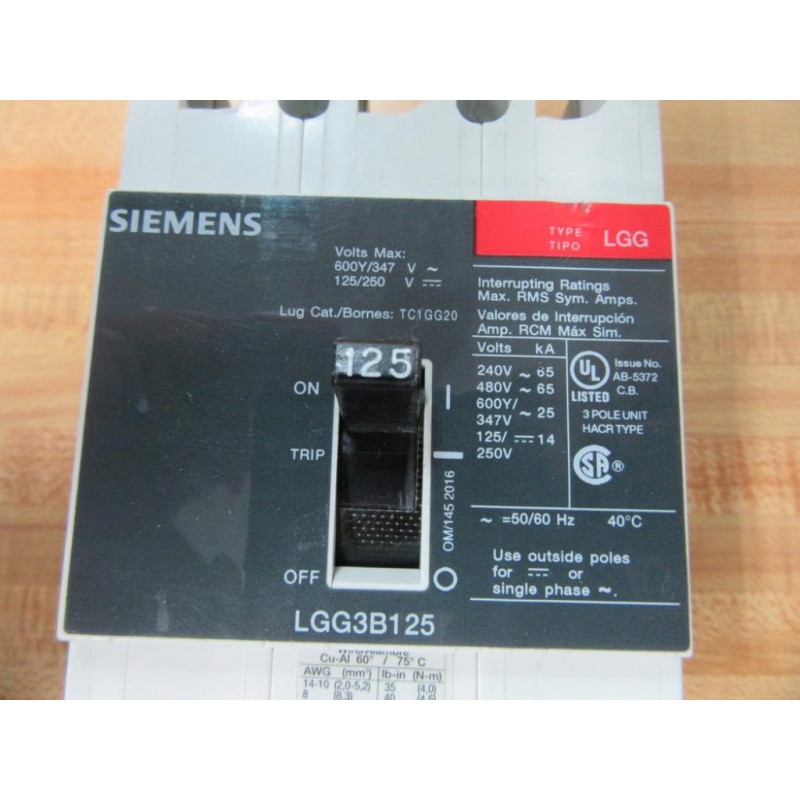 SIEMENS
TYPE
TIPO LGG
Volts Max:
600Y/347 V ~
125/250 V ⎓
Lug Cat./Bornes: TC1GG20
Interrupting Ratings
Max. RMS Sym. Amps.
Valores de Interrupción
Amp. RCM Máx Sim.
Volts kA
240V ~ 65
480V ~ 65
600Y/
347V ~ 25
125/ ⎓ 14
250V
UL
LISTED
Issue No.
AB-5372
C.B.
3 POLE UNIT
HACR TYPE
SA ®
125
ON
TRIP
OFF
OM/145 2016
~ =50/60 Hz 40°C
Use outside poles
for ⎓ or
single phase ~.
LGG3B125
Cu-Al 60° / 75° C
AWG (mm²) lb-in (N-m)
14-10 (2,0-5,2) 35 (4,0)
8 (8,3) 40 (4,6)